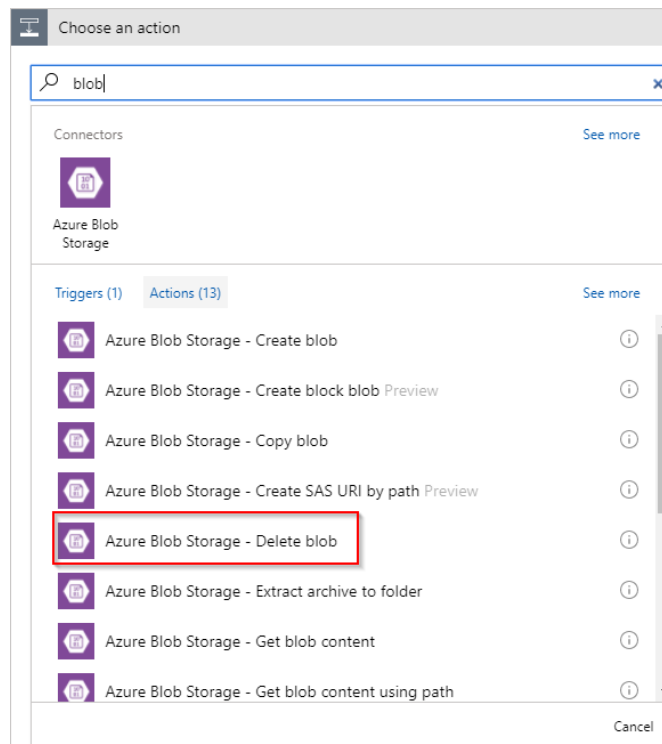 Choose an action
blob
Connectors See more
Azure Blob
Storage
Triggers (1) Actions (13) See more
Azure Blob Storage - Create blob
Azure Blob Storage - Create block blob Preview
Azure Blob Storage - Copy blob
Azure Blob Storage - Create SAS URI by path Preview
Azure Blob Storage - Delete blob
Azure Blob Storage - Extract archive to folder
Azure Blob Storage - Get blob content
Azure Blob Storage - Get blob content using path
Cancel